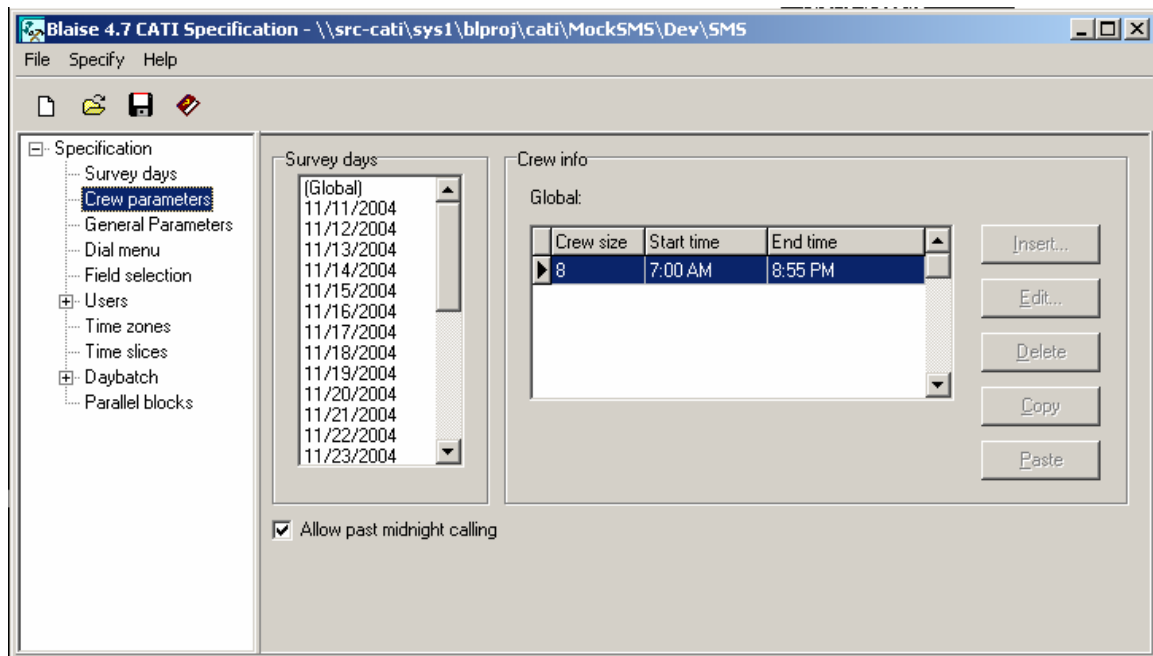 Blaise 4.7 CATI Specification - \\src-cati\sys1\blproj\cati\MockSMS\Dev\SMS
File Specify Help
Specification
Survey days
Crew parameters
General Parameters
Dial menu
Field selection
Users
Time zones
Time slices
Daybatch
Parallel blocks
Survey days
(Global)
11/11/2004
11/12/2004
11/13/2004
11/14/2004
11/15/2004
11/16/2004
11/17/2004
11/18/2004
11/19/2004
11/20/2004
11/21/2004
11/22/2004
11/23/2004
Allow past midnight calling
Crew info
Global:
Crew size Start time End time
8 7:00 AM 8:55 PM
Insert...
Edit...
Delete
Copy
Paste